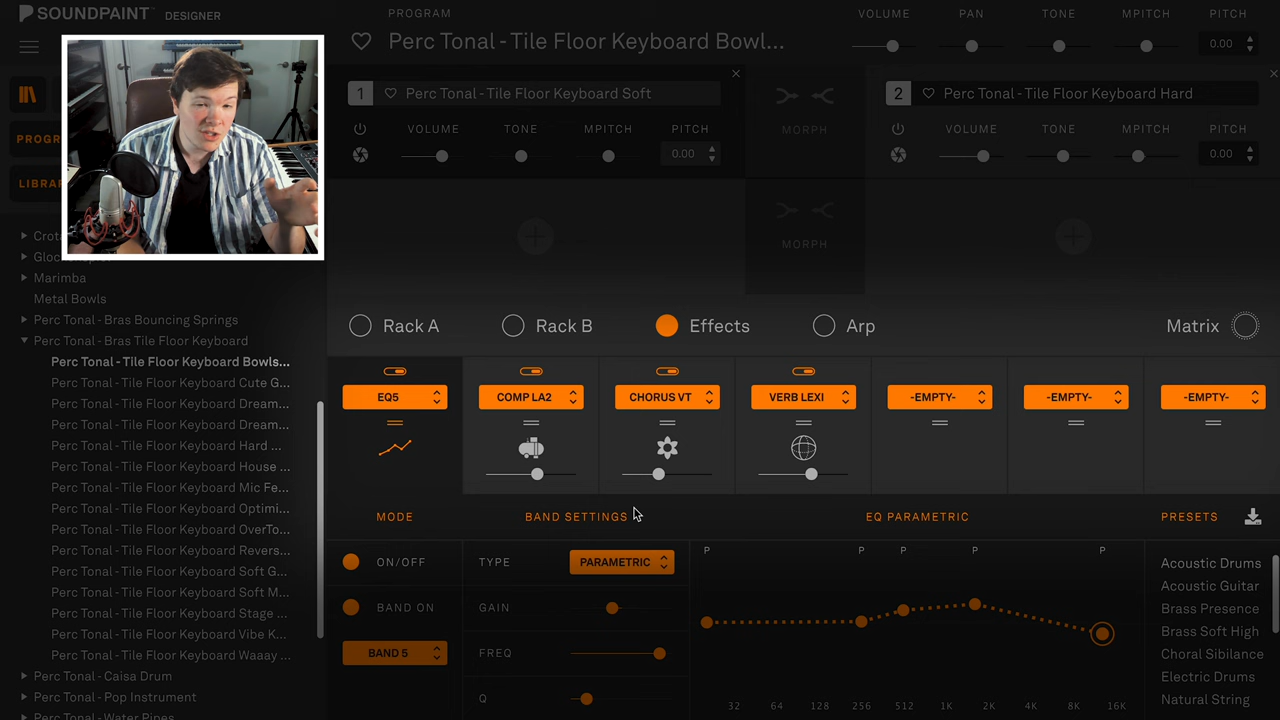 SOUNDPAINT DESIGNER
PROGRAM
Perc Tonal - Tile Floor Keyboard Bowl...
VOLUME PAN TONE MPITCH PITCH
0.00
1 Perc Tonal - Tile Floor Keyboard Soft
VOLUME TONE MPITCH PITCH
0.00
MORPH
2 Perc Tonal - Tile Floor Keyboard Hard
VOLUME TONE MPITCH PITCH
0.00
MORPH
PROGR
LIBRA
Crota
Marimba
Metal Bowls
Perc Tonal - Bras Bouncing Springs
Perc Tonal - Bras Tile Floor Keyboard
Perc Tonal - Tile Floor Keyboard Bowls...
Perc Tonal - Tile Floor Keyboard Cute G...
Perc Tonal - Tile Floor Keyboard Dream...
Perc Tonal - Tile Floor Keyboard Dream...
Perc Tonal - Tile Floor Keyboard Hard ...
Perc Tonal - Tile Floor Keyboard House ...
Perc Tonal - Tile Floor Keyboard Mic Fe...
Perc Tonal - Tile Floor Keyboard Optimi...
Perc Tonal - Tile Floor Keyboard OverTo...
Perc Tonal - Tile Floor Keyboard Revers...
Perc Tonal - Tile Floor Keyboard Soft G...
Perc Tonal - Tile Floor Keyboard Soft M...
Perc Tonal - Tile Floor Keyboard Stage ...
Perc Tonal - Tile Floor Keyboard Vibe K...
Perc Tonal - Tile Floor Keyboard Waaay ...
Perc Tonal - Caisa Drum
Perc Tonal - Pop Instrument
Perc Tonal - Water Pipes
Rack A Rack B Effects Arp Matrix
EQ5 COMP LA2 CHORUS VT VERB LEXI -EMPTY- -EMPTY- -EMPTY-
MODE BAND SETTINGS EQ PARAMETRIC PRESETS
ON/OFF
BAND ON
BAND 5
TYPE PARAMETRIC
GAIN
FREQ
Q
P P P P P
32 64 128 256 512 1K 2K 4K 8K 16K
Acoustic Drums
Acoustic Guitar
Brass Presence
Brass Soft High
Choral Sibilance
Electric Drums
Natural String